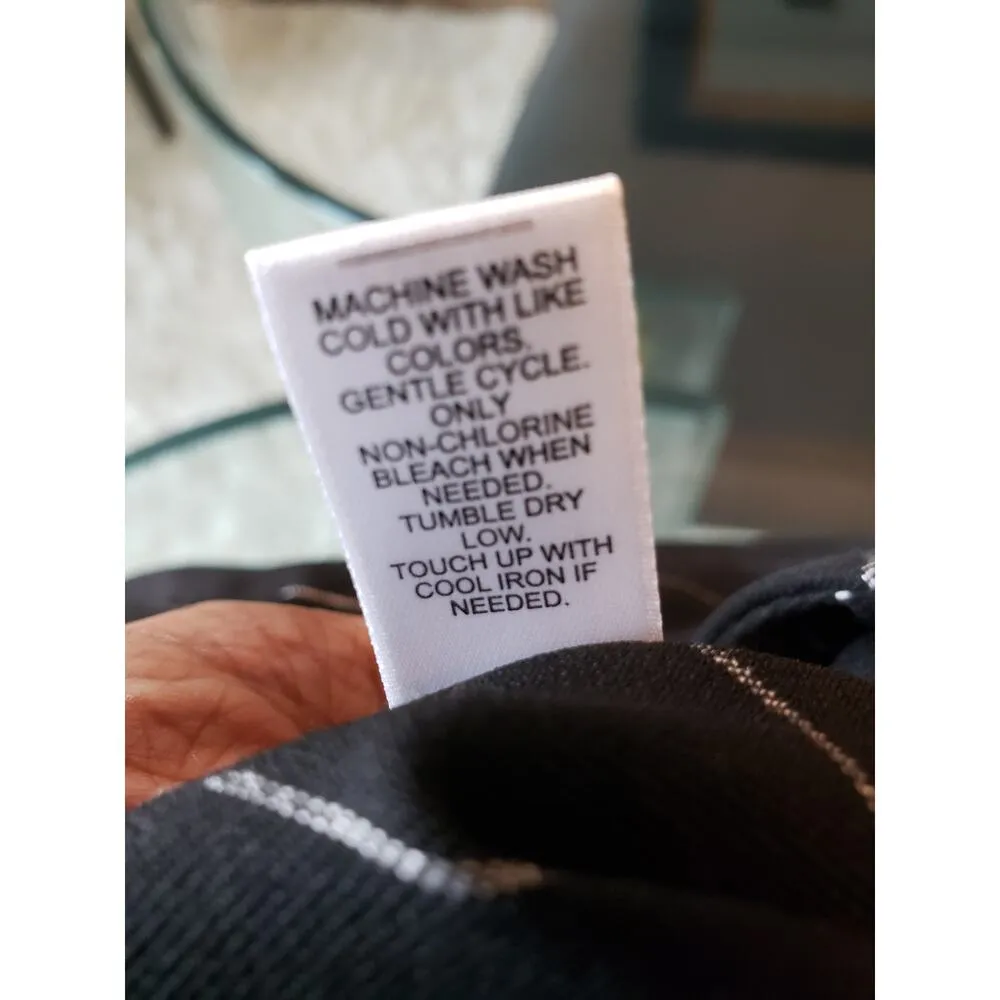 MACHINE WASH
COLD WITH LIKE
COLORS.
GENTLE CYCLE.
ONLY
NON-CHLORINE
BLEACH WHEN
NEEDED.
TUMBLE DRY
LOW.
TOUCH UP WITH
COOL IRON IF
NEEDED.